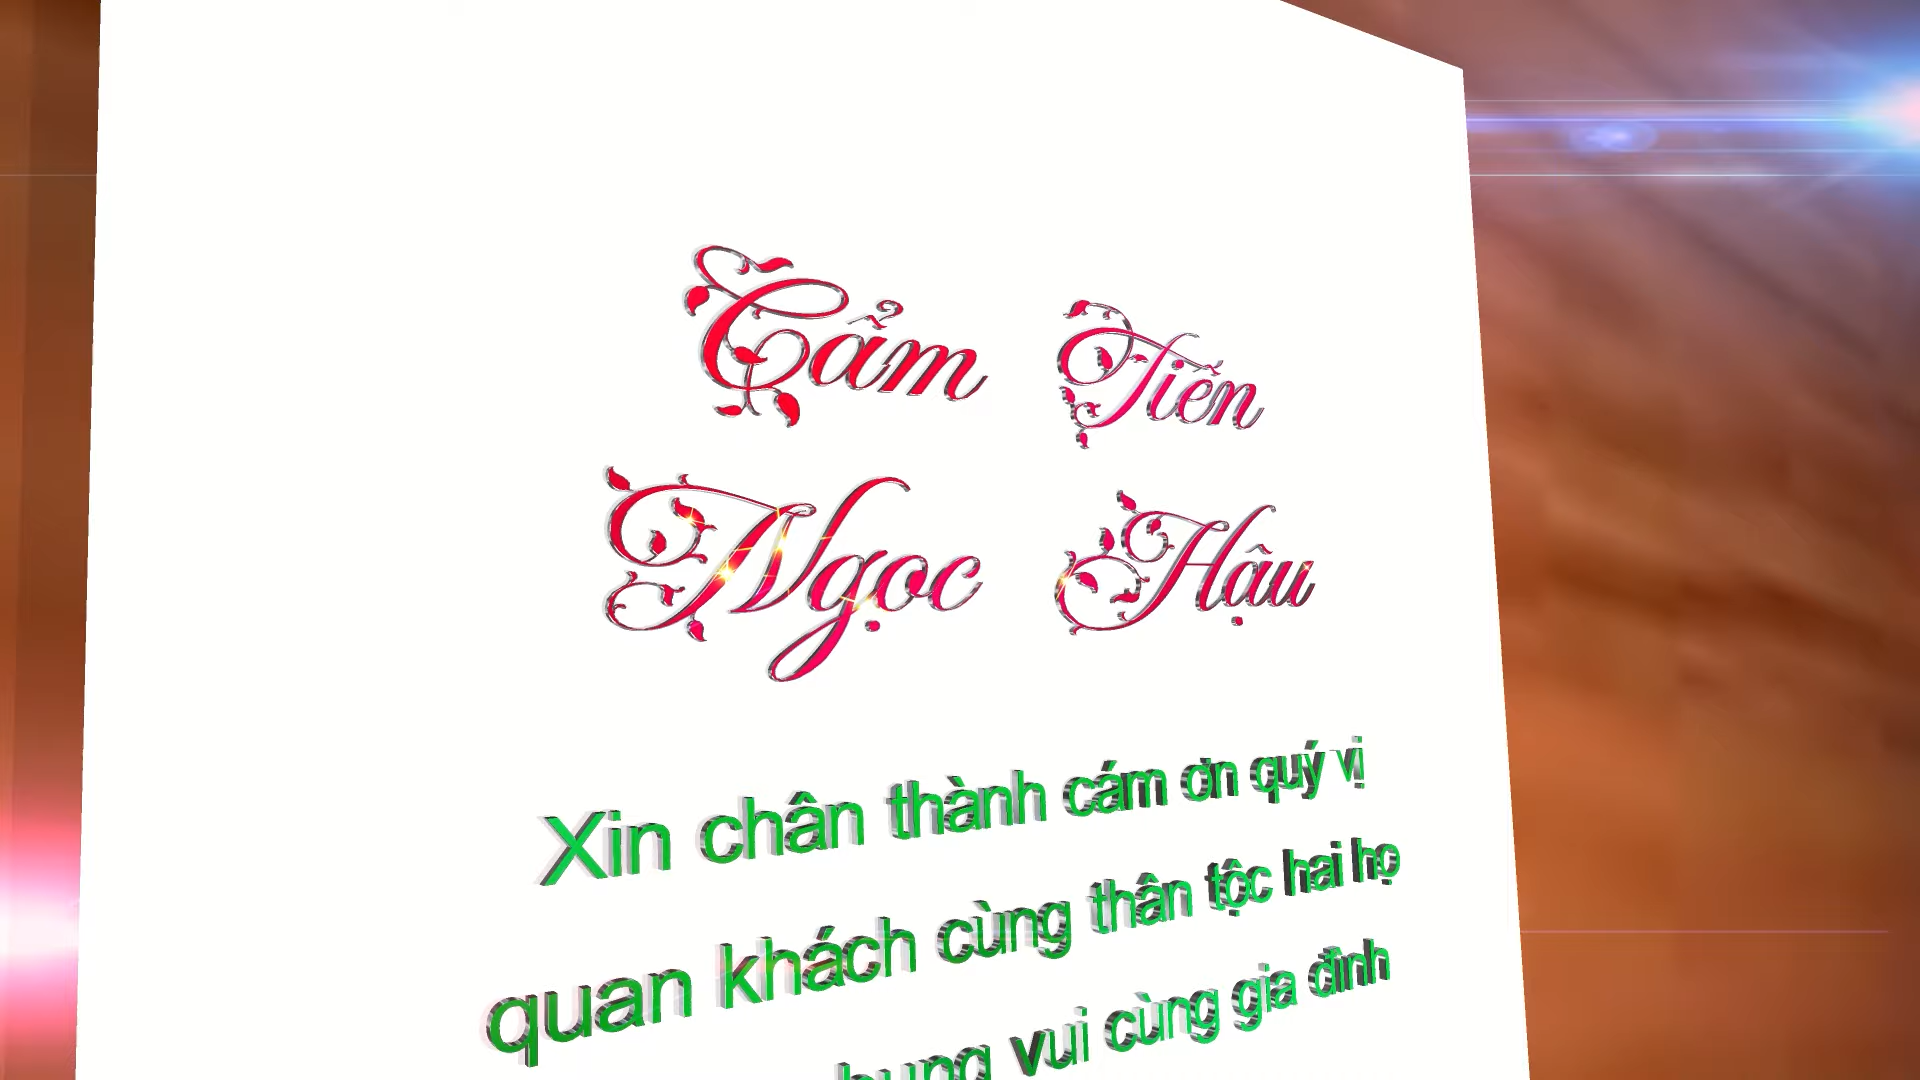 Cẩm Tiến
Ngọc Hậu
Xin chân thành cám ơn quý vị
quan khách cùng thân tộc hai họ
vui cùng gia đình